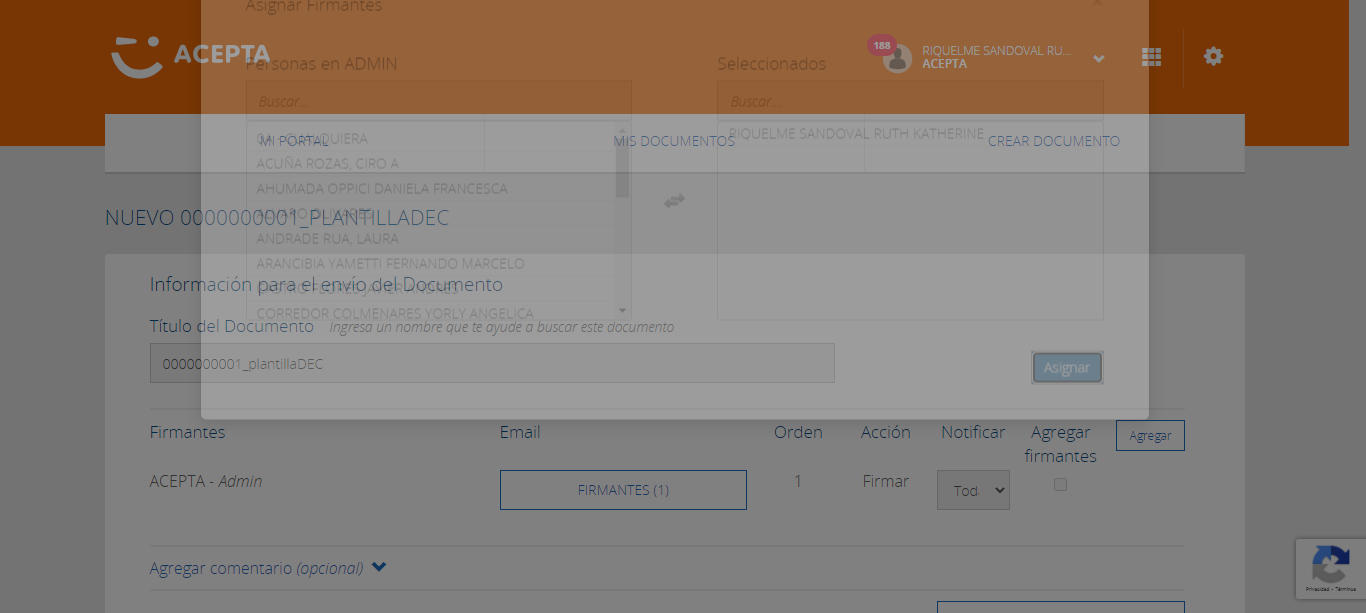 Asignar Firmantes
×
188
RIQUELME SANDOVAL RU...
ACEPTA
ACEPTA
Personas en ADMIN
Seleccionados
Buscar...
Buscar...
MI PORTAL
MIS DOCUMENTOS
CREAR DOCUMENTO
RIQUELME SANDOVAL RUTH KATHERINE
ACUÑA ROZAS, CIRO A
AHUMADA OPPICI DANIELA FRANCESCA
NUEVO 0000000001_PLANTILLADEC
ANDRADE RUA, LAURA
ARANCIBIA YAMETTI FERNANDO MARCELO
Información para el envío del Documento
CORREDOR COLMENARES YORLY ANGELICA
Título del Documento
Ingresa un nombre que te ayude a buscar este documento
0000000001_plantillaDEC
Asignar
Firmantes
Email
Orden
Acción
Notificar
Agregar
firmantes
Agregar
ACEPTA - Admin
FIRMANTES (1)
1
Firmar
Tod
Agregar comentario (opcional)
Privacidad - Términos